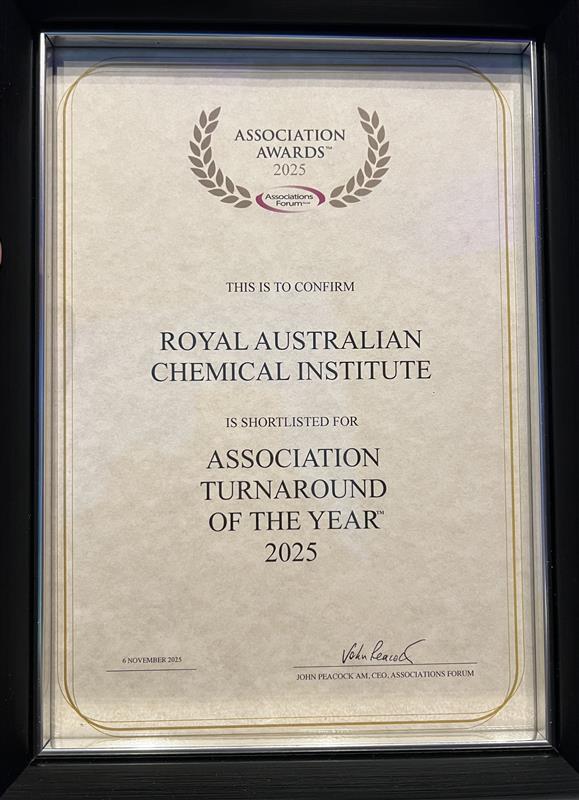 ASSOCIATION
AWARDS™
2025
Associations
Forum
THIS IS TO CONFIRM
ROYAL AUSTRALIAN
CHEMICAL INSTITUTE
IS SHORTLISTED FOR
ASSOCIATION
TURNAROUND
OF THE YEAR™
2025
6 NOVEMBER 2025
John Peacock
JOHN PEACOCK AM, CEO, ASSOCIATIONS FORUM